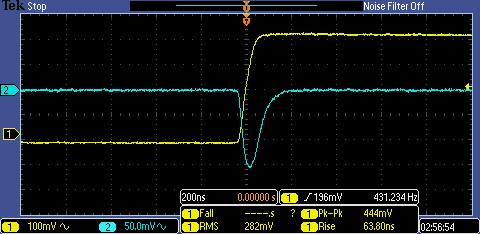 Tek Stop Noise Filter Off
2
1
200ns 0.00000 s 1 ∫ 196mV 431.234 Hz
1 Fall ----.s ? 1 Pk-Pk 444mV
1 RMS 282mV 1 Rise 63.80ns
1 100mV∿ 2 50.0mV∿ 02:56:54